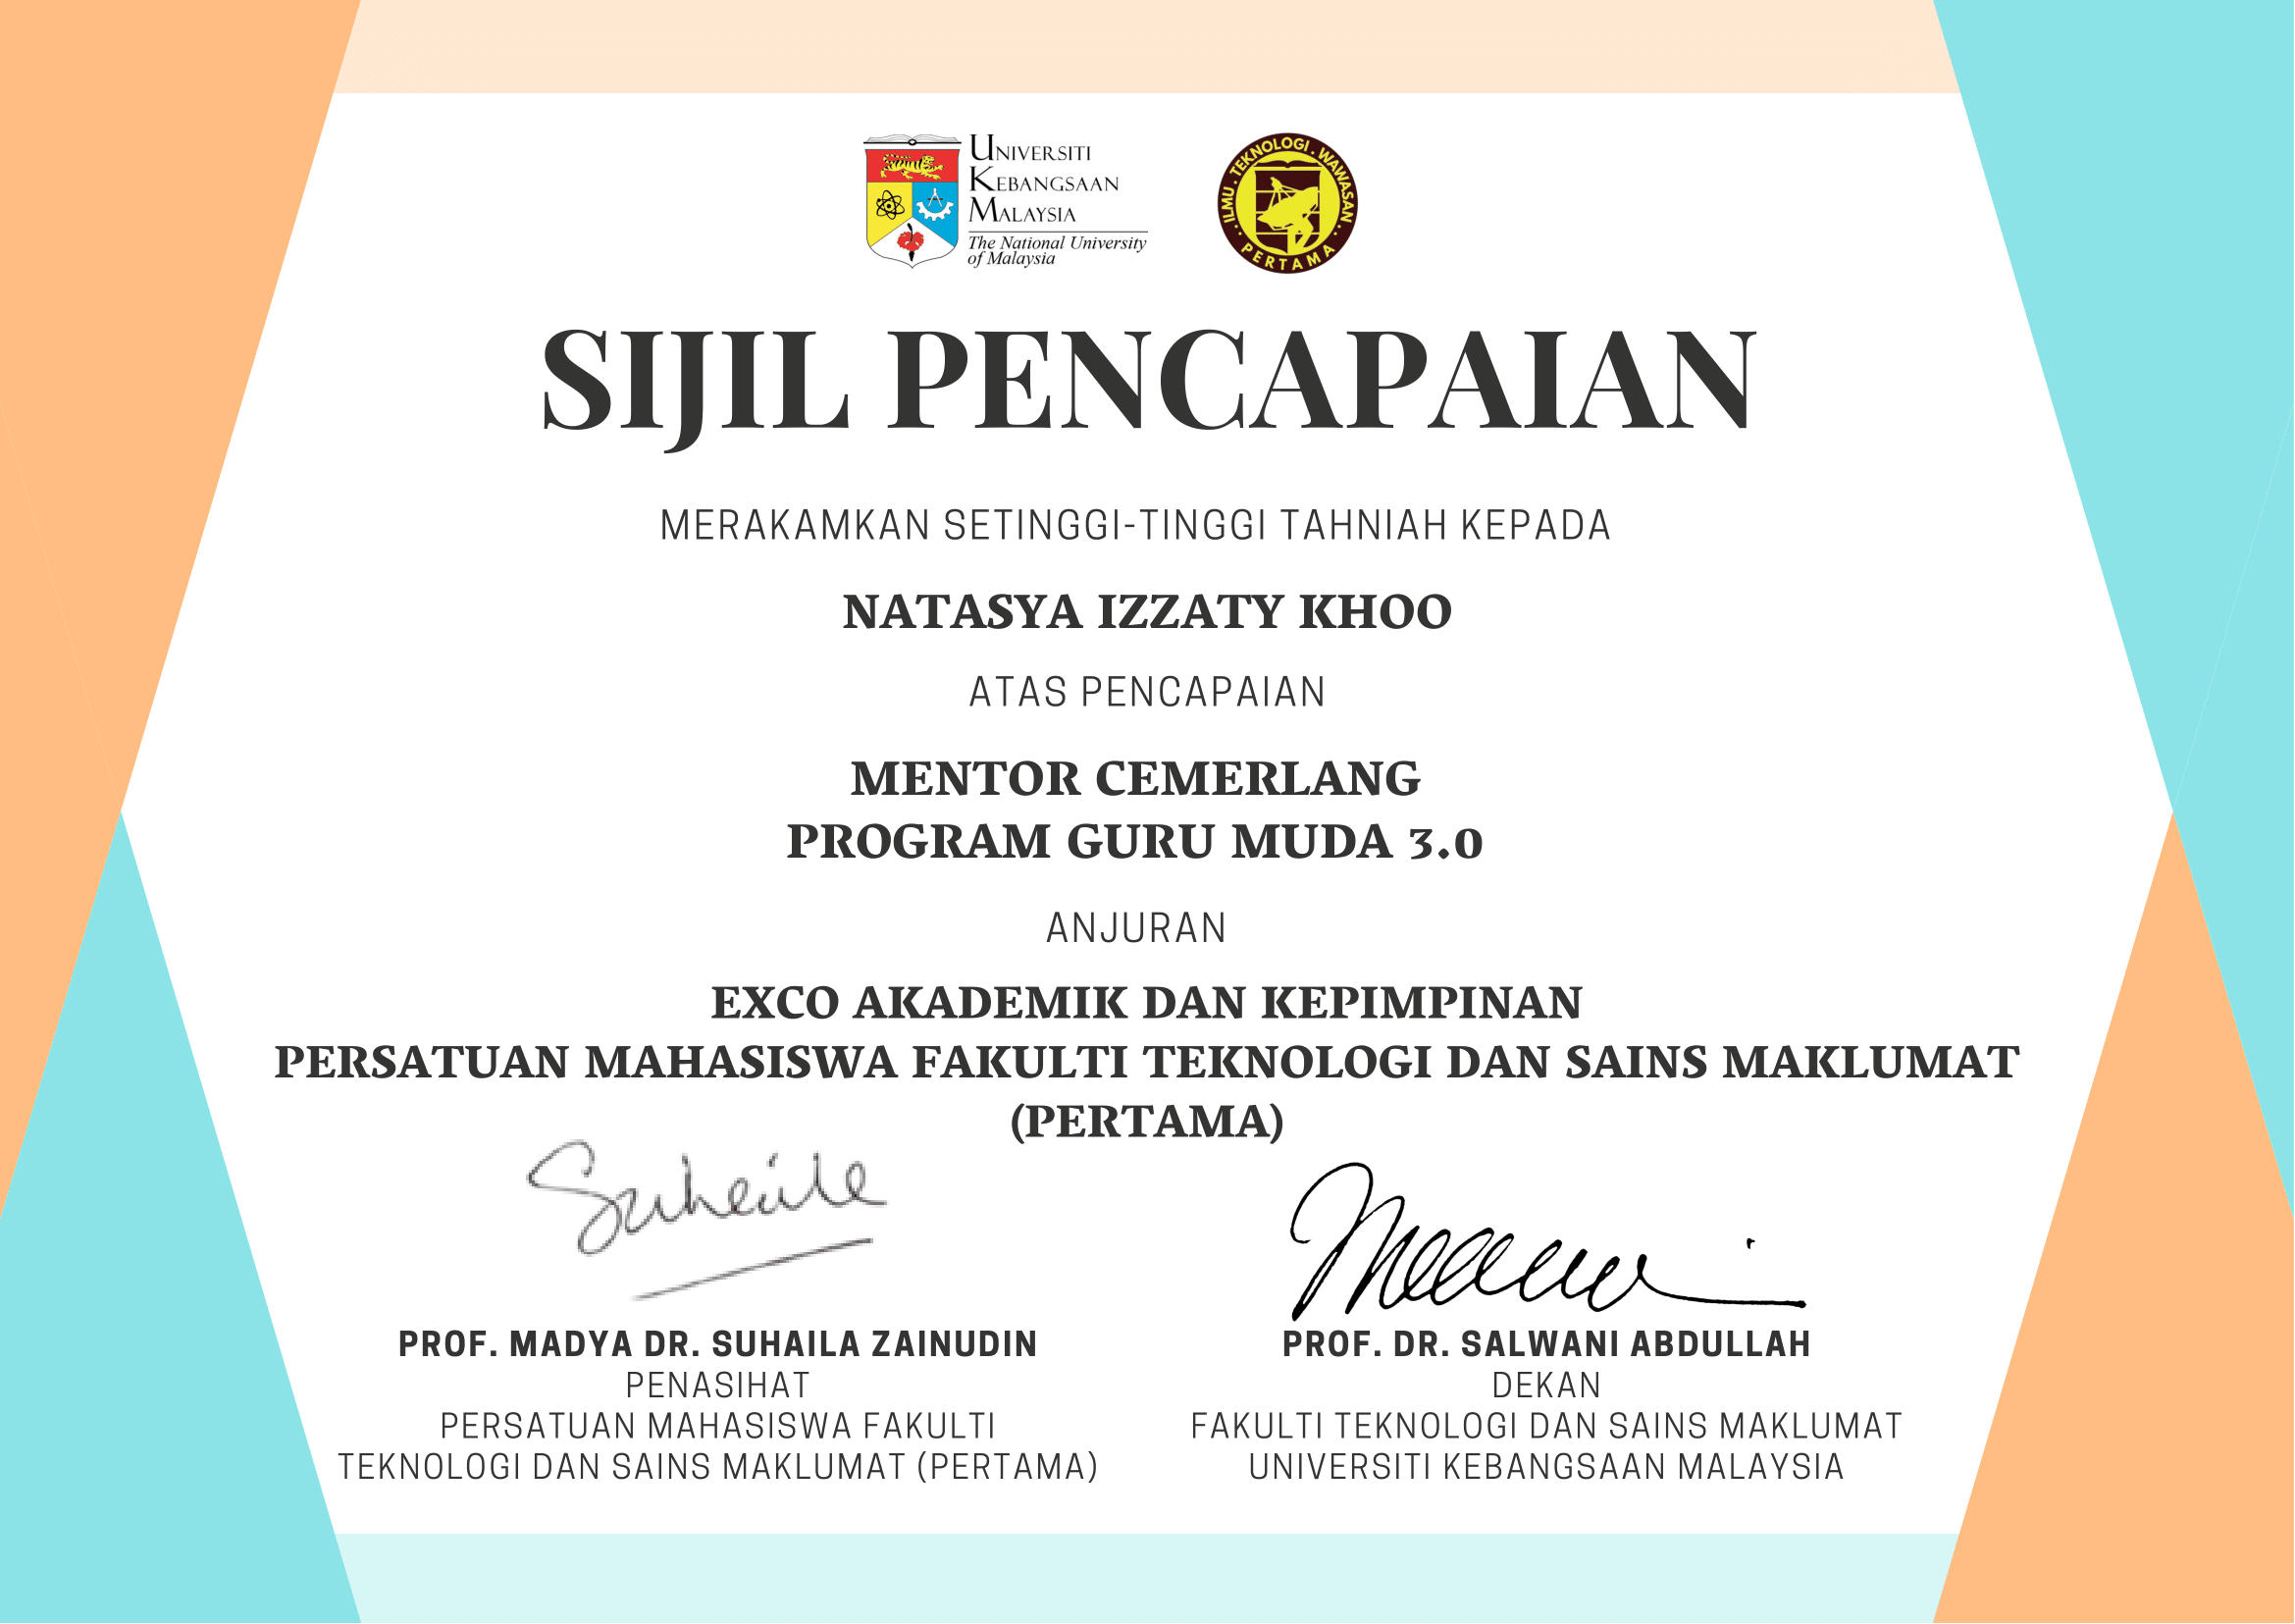 UNIVERSITI
KEBANGSAAN
MALAYSIA
The National University
of Malaysia
ILMU . TEKNOLOGI . WAWASAN
PERTAMA
SIJIL PENCAPAIAN
MERAKAMKAN SETINGGI-TINGGI TAHNIAH KEPADA
NATASYA IZZATY KHOO
ATAS PENCAPAIAN
MENTOR CEMERLANG
PROGRAM GURU MUDA 3.0
ANJURAN
EXCO AKADEMIK DAN KEPIMPINAN
PERSATUAN MAHASISWA FAKULTI TEKNOLOGI DAN SAINS MAKLUMAT
(PERTAMA)
PROF. MADYA DR. SUHAILA ZAINUDIN
PENASIHAT
PERSATUAN MAHASISWA FAKULTI
TEKNOLOGI DAN SAINS MAKLUMAT (PERTAMA)
PROF. DR. SALWANI ABDULLAH
DEKAN
FAKULTI TEKNOLOGI DAN SAINS MAKLUMAT
UNIVERSITI KEBANGSAAN MALAYSIA